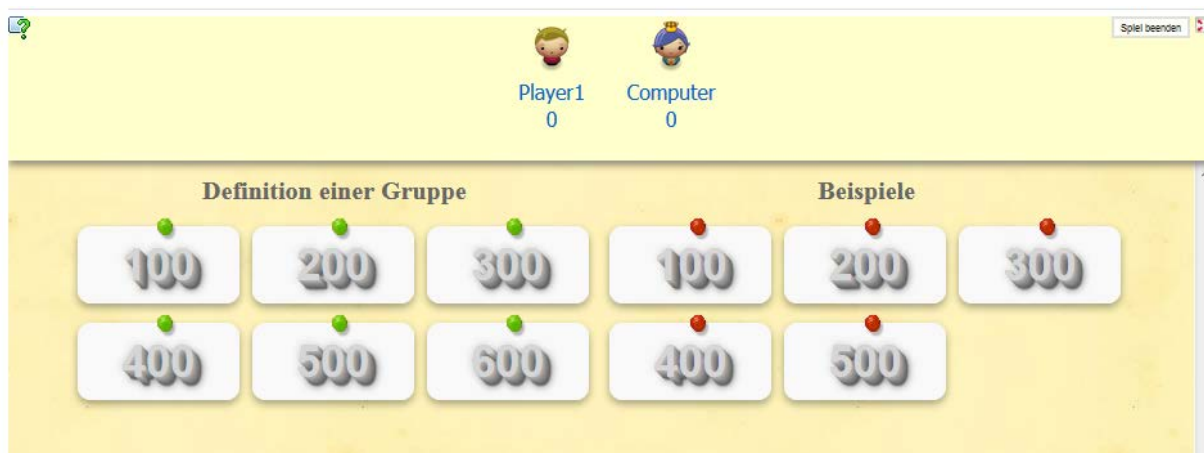 Spiel beenden
Player1 Computer
0 0
Definition einer Gruppe
100 200 300
400 500 600
Beispiele
100 200 300
400 500